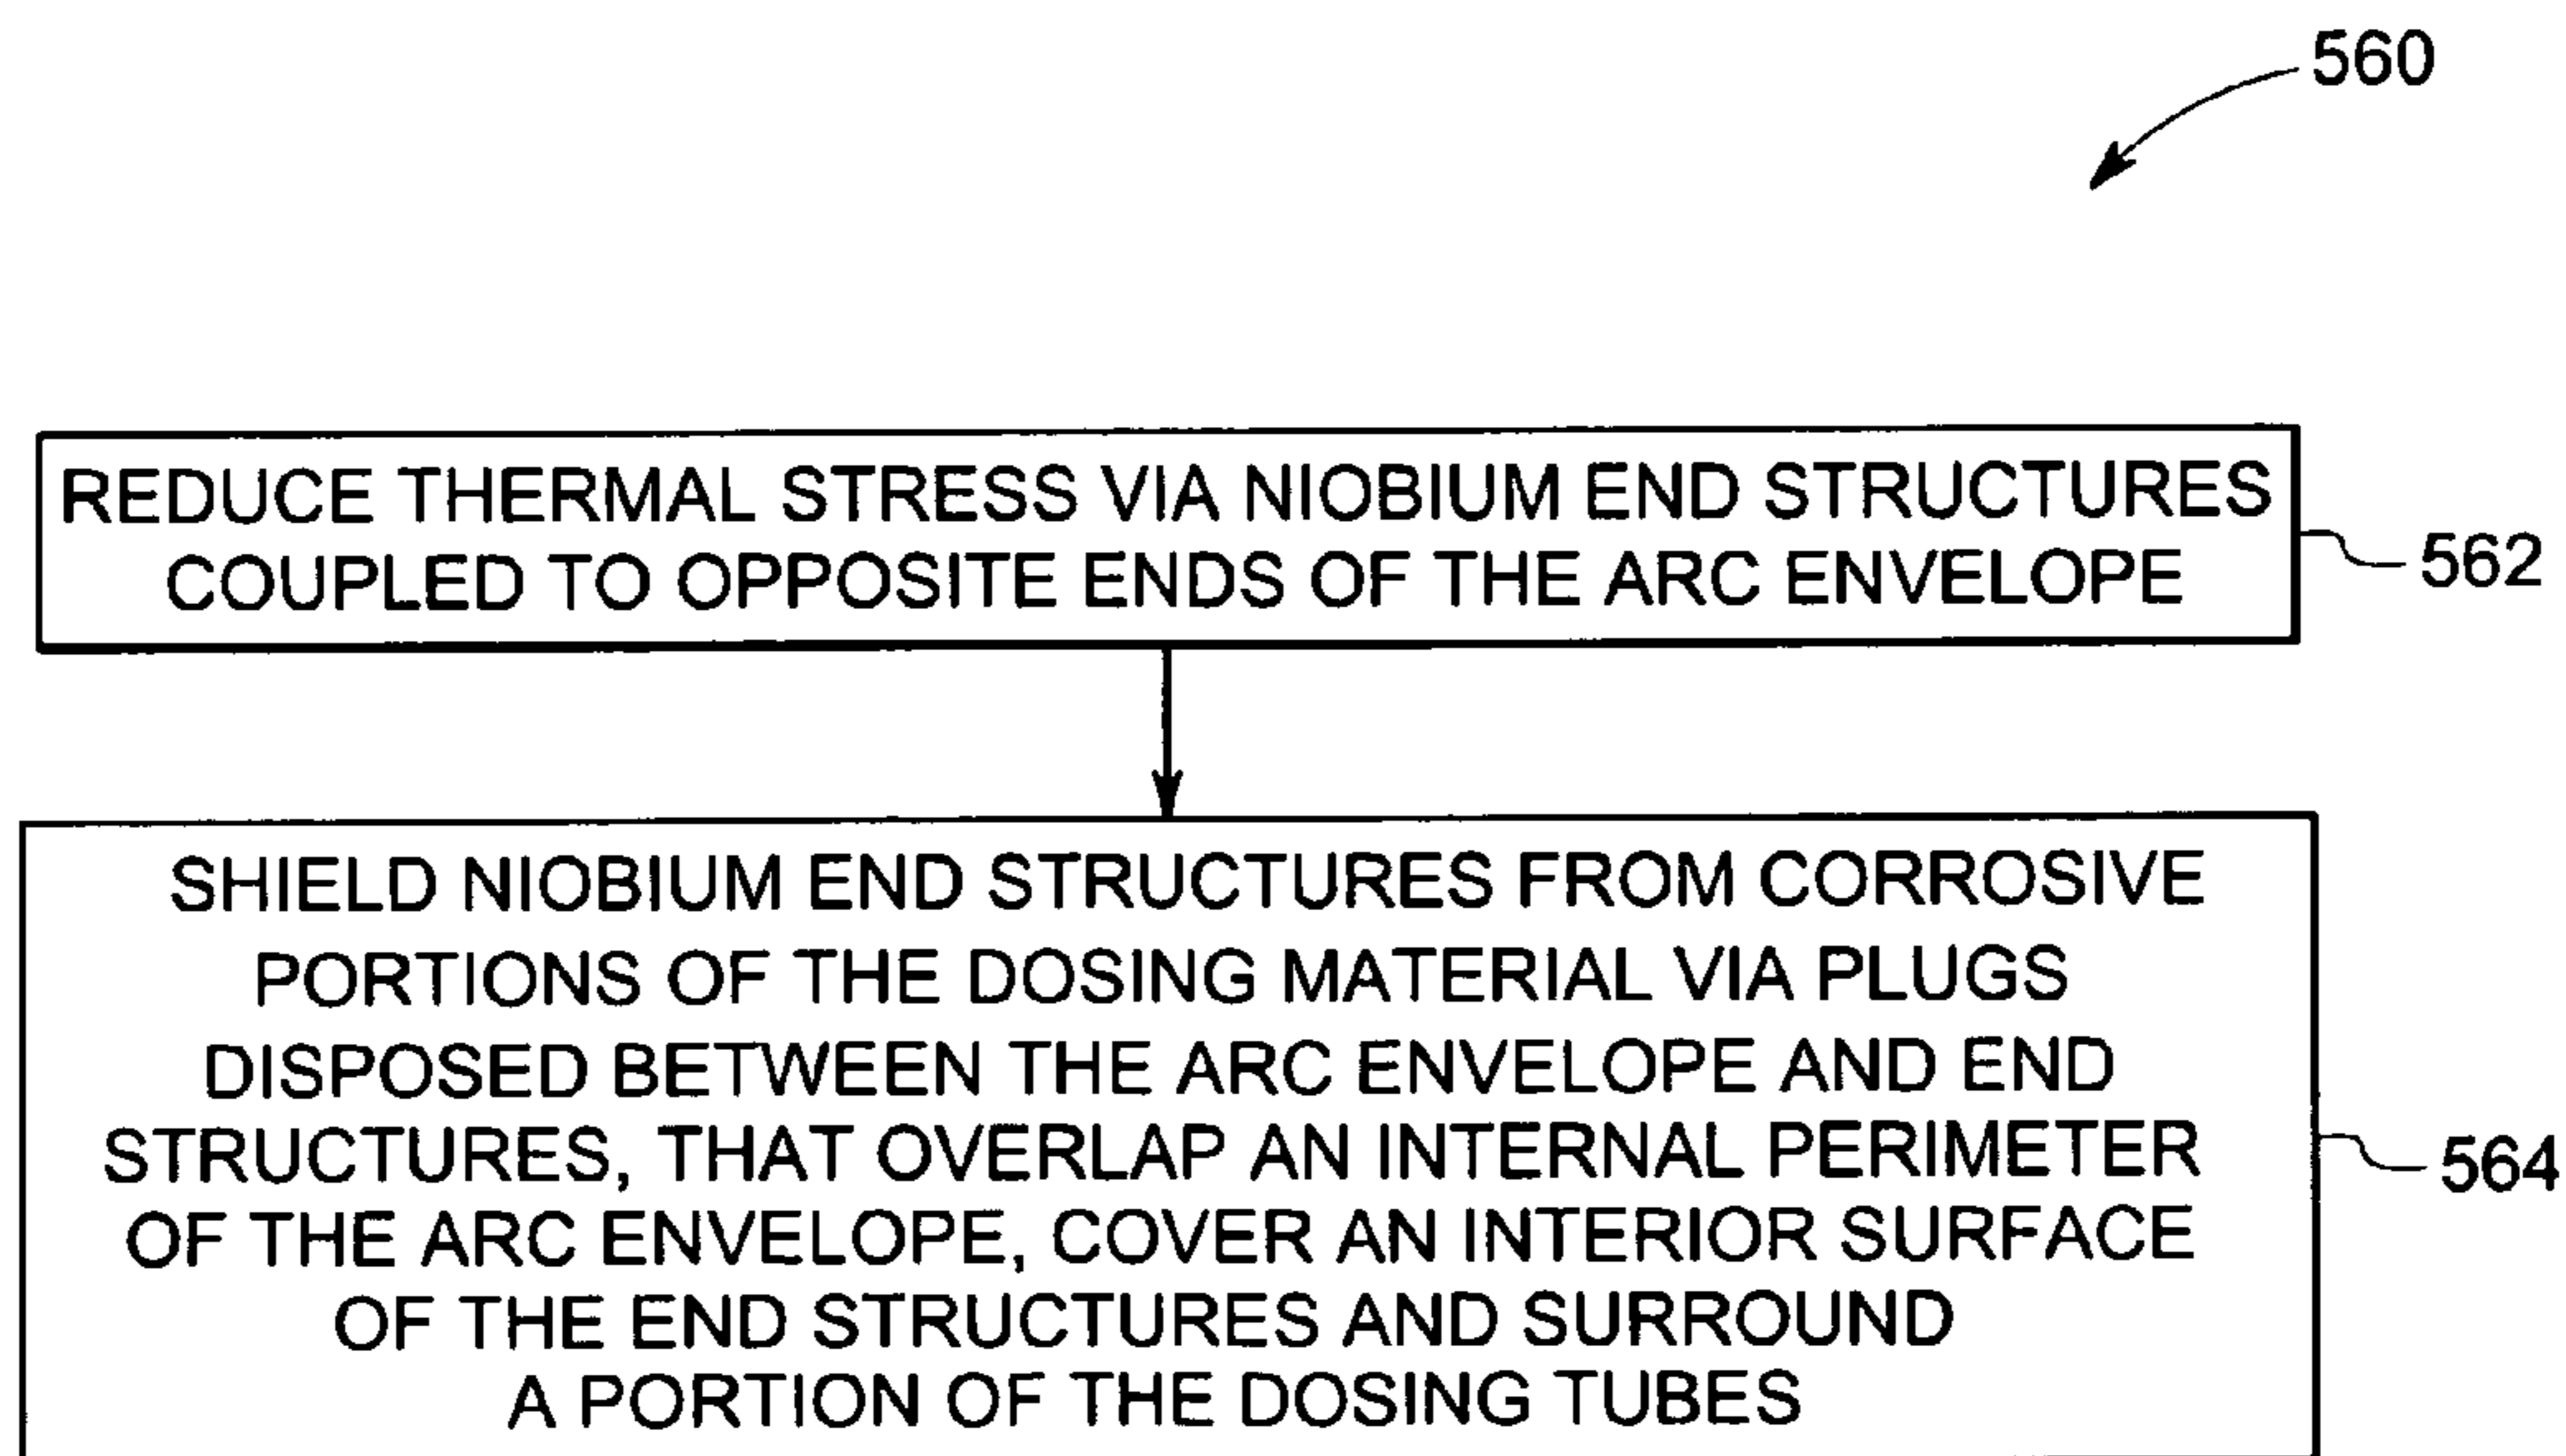 560
REDUCE THERMAL STRESS VIA NIOBIUM END STRUCTURES
COUPLED TO OPPOSITE ENDS OF THE ARC ENVELOPE
562
SHIELD NIOBIUM END STRUCTURES FROM CORROSIVE
PORTIONS OF THE DOSING MATERIAL VIA PLUGS
DISPOSED BETWEEN THE ARC ENVELOPE AND END
STRUCTURES, THAT OVERLAP AN INTERNAL PERIMETER
OF THE ARC ENVELOPE, COVER AN INTERIOR SURFACE
OF THE END STRUCTURES AND SURROUND
A PORTION OF THE DOSING TUBES
564